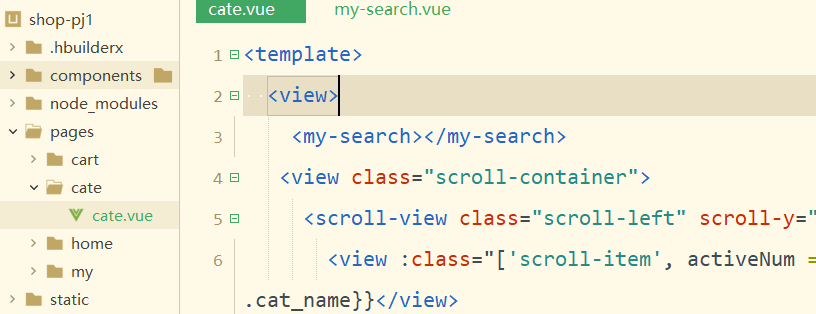 shop-pj1
.hbuilderx
components
node_modules
pages
cart
cate
cate.vue
home
my
static
cate.vue my-search.vue
1 <template>
2 <view>
3 <my-search></my-search>
4 <view class="scroll-container">
5 <scroll-view class="scroll-left" scroll-y="
6 <view :class="['scroll-item', activeNum =
.cat_name}}</view>